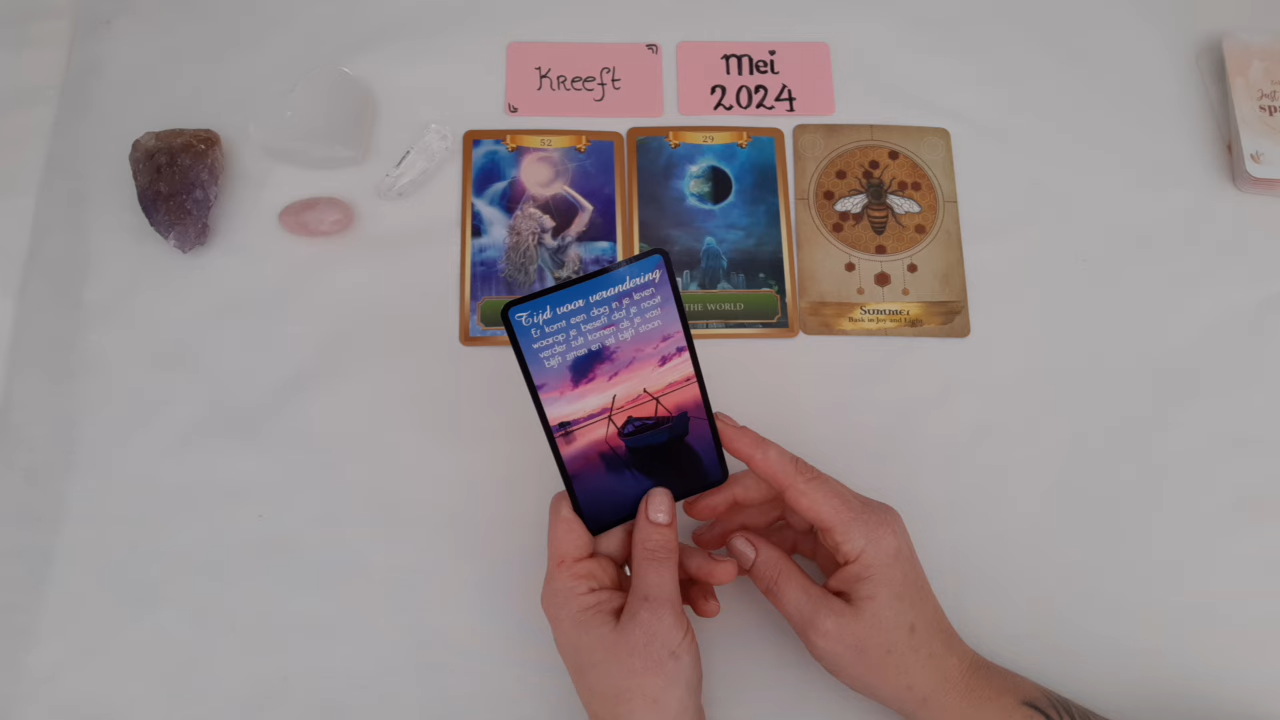 Kreeft
Mei
2024
52
29
THE WORLD
Summer
Bask in Joy and Light
Tijd voor verandering
Er komt een dag in je leven
waarop je beseft dat je nooit
verder zult komen als je vast
blijft zitten en stil blijft staan
Just